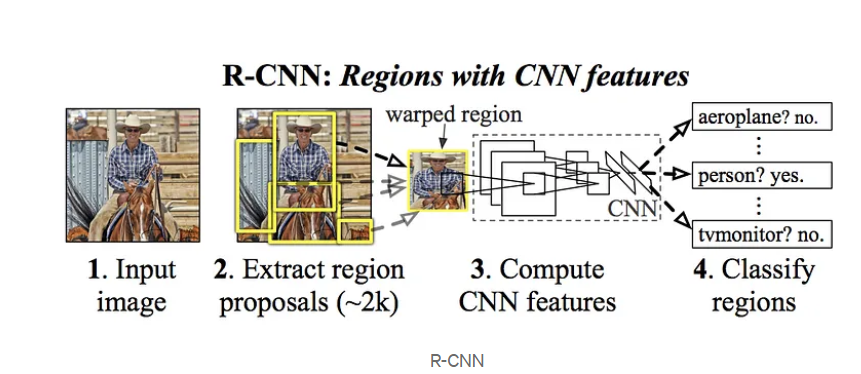 R-CNN: Regions with CNN features
warped region
aeroplane? no.
person? yes.
tvmonitor? no.
CNN
1. Input
image
2. Extract region
proposals (~2k)
3. Compute
CNN features
4. Classify
regions
R-CNN